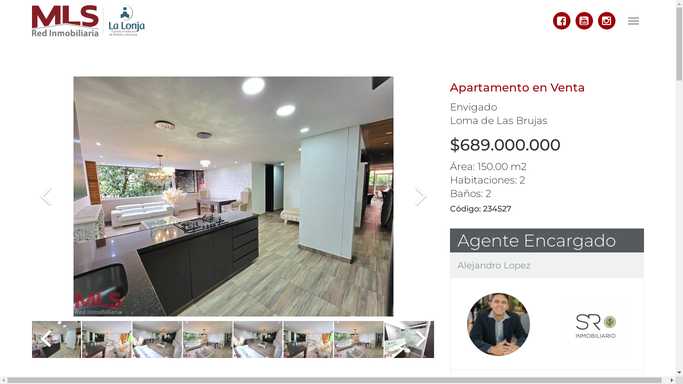 MLS
Red Inmobiliaria
La Lonja
Apartamento en Venta
Envigado
Loma de Las Brujas
$689.000.000
Área: 150.00 m2
Habitaciones: 2
Baños: 2
Código: 234527
Agente Encargado
Alejandro Lopez
MLS
Red Inmobiliaria
SR
INMOBILIARIO